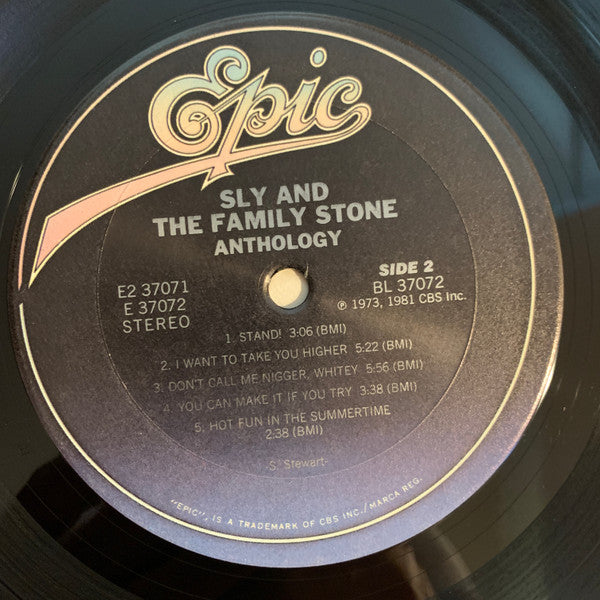 Epic
SLY AND
THE FAMILY STONE
ANTHOLOGY
E2 37071
E 37072
STEREO
SIDE 2
BL 37072
℗ 1973, 1981 CBS Inc.
1. STAND! 3:06 (BMI)
2. I WANT TO TAKE YOU HIGHER 5:22 (BMI)
3. DON'T CALL ME NIGGER, WHITEY 5:56 (BMI)
4. YOU CAN MAKE IT IF YOU TRY 3:38 (BMI)
5. HOT FUN IN THE SUMMERTIME
2:38 (BMI)
-S. Stewart-
"EPIC", IS A TRADEMARK OF CBS INC./MARCA REG.